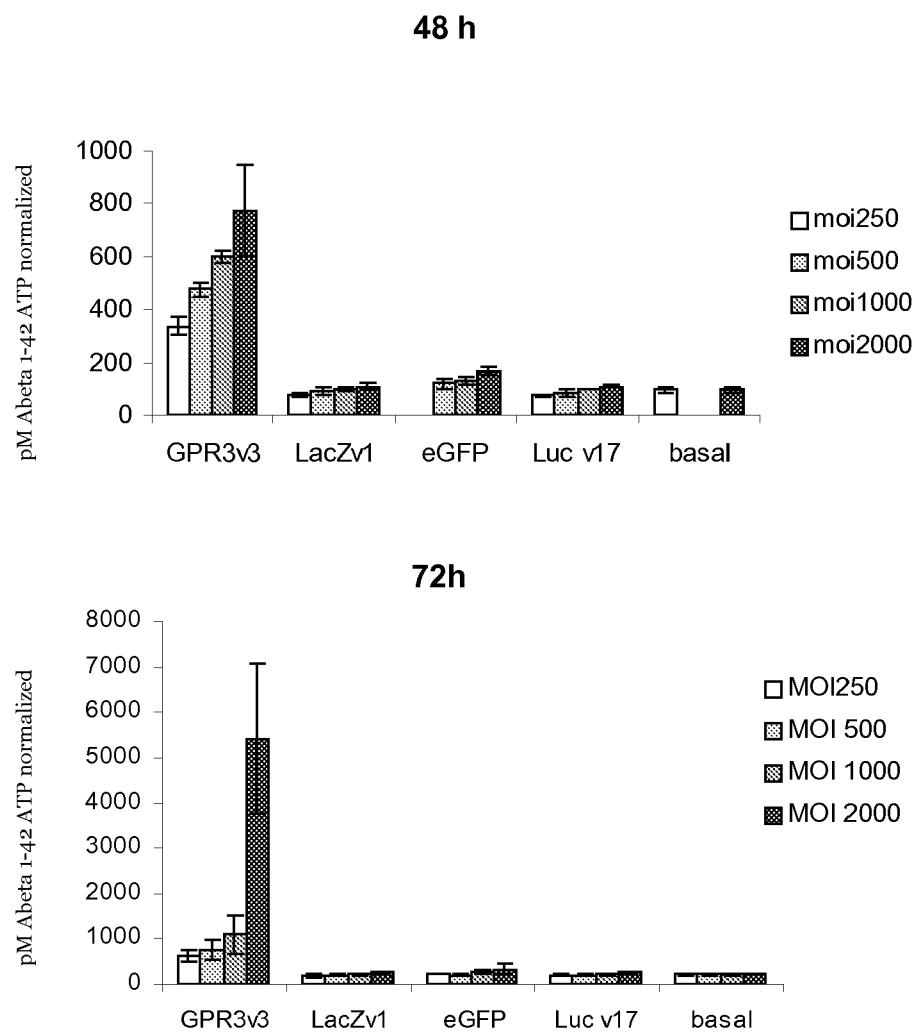 48 h
pM Abeta 1-42 ATP normalized
1000
800
600
400
200
0
GPR3v3 LacZv1 eGFP Luc v17 basal
moi250
moi500
moi1000
moi2000
72h
pM Abeta 1-42 ATP normalized
8000
7000
6000
5000
4000
3000
2000
1000
0
GPR3v3 LacZv1 eGFP Luc v17 basal
MOI250
MOI 500
MOI 1000
MOI 2000